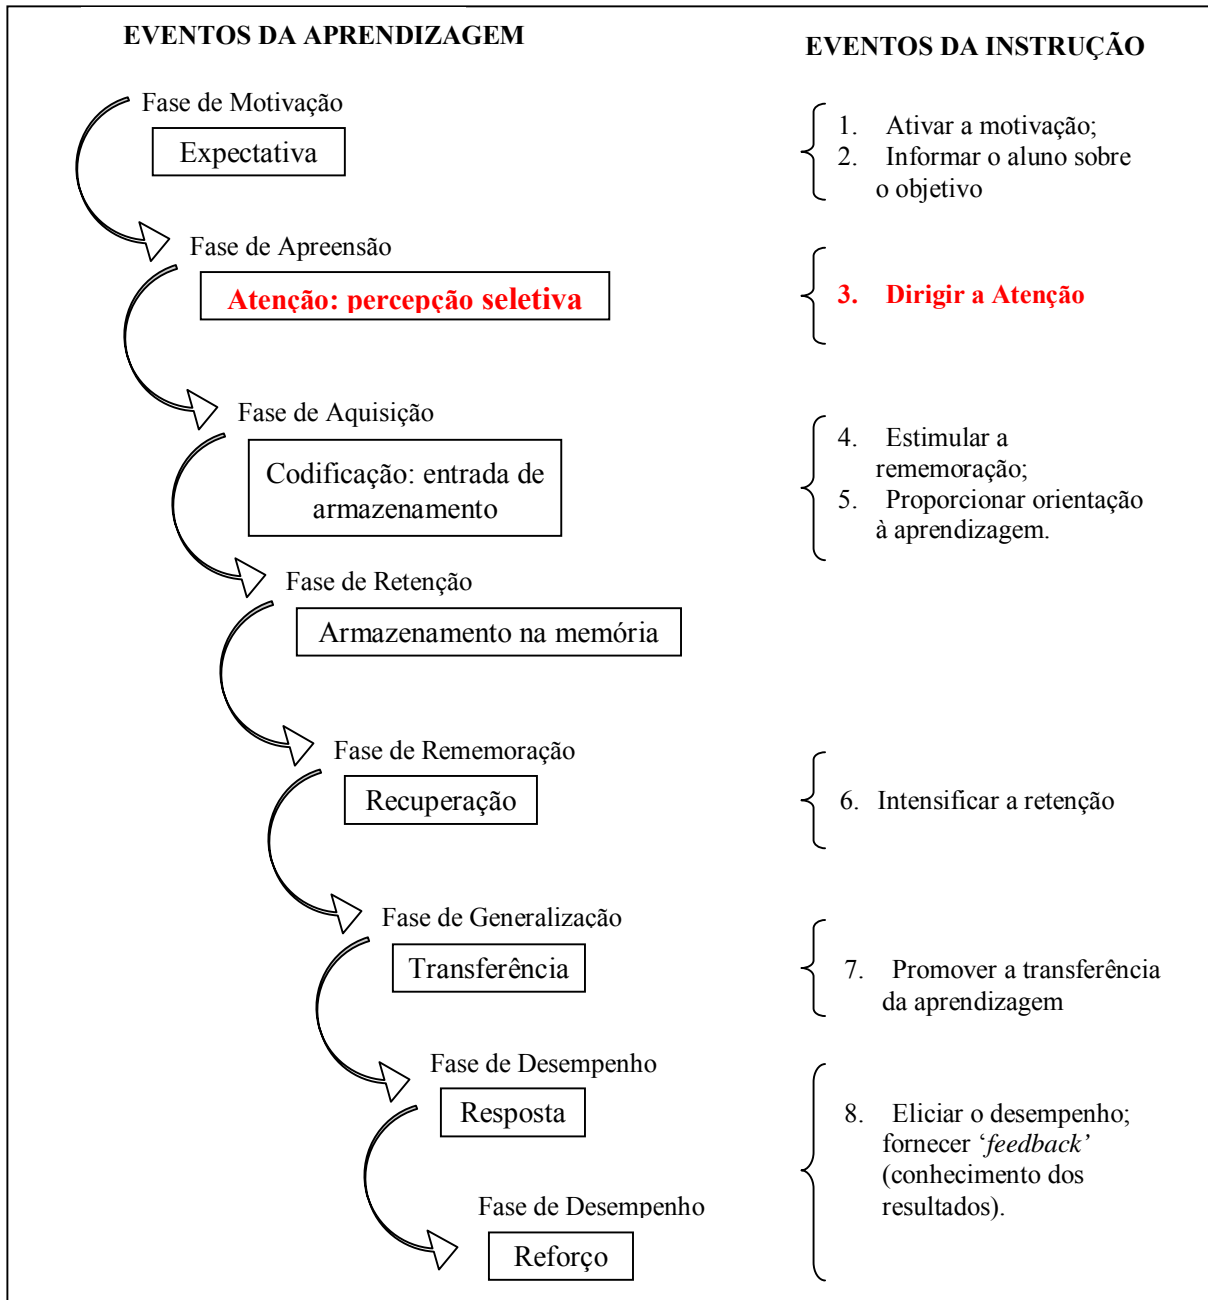 EVENTOS DA APRENDIZAGEM
EVENTOS DA INSTRUÇÃO
Fase de Motivação
Expectativa
1. Ativar a motivação;
2. Informar o aluno sobre
o objetivo
Fase de Apreensão
Atenção: percepção seletiva
3. Dirigir a Atenção
Fase de Aquisição
Codificação: entrada de
armazenamento
4. Estimular a
rememoração;
5. Proporcionar orientação
à aprendizagem.
Fase de Retenção
Armazenamento na memória
Fase de Rememoração
Recuperação
6. Intensificar a retenção
Fase de Generalização
Transferência
7. Promover a transferência
da aprendizagem
Fase de Desempenho
Resposta
8. Eliciar o desempenho;
fornecer ‘feedback’
(conhecimento dos
resultados).
Fase de Desempenho
Reforço